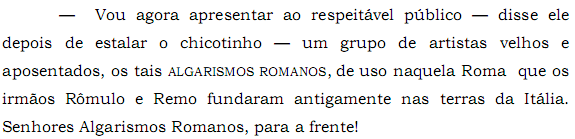 — Vou agora apresentar ao respeitável público — disse ele
depois de estalar o chicotinho — um grupo de artistas velhos e
aposentados, os tais ALGARISMOS ROMANOS, de uso naquela Roma que os
irmãos Rômulo e Remo fundaram antigamente nas terras da Itália.
Senhores Algarismos Romanos, para a frente!